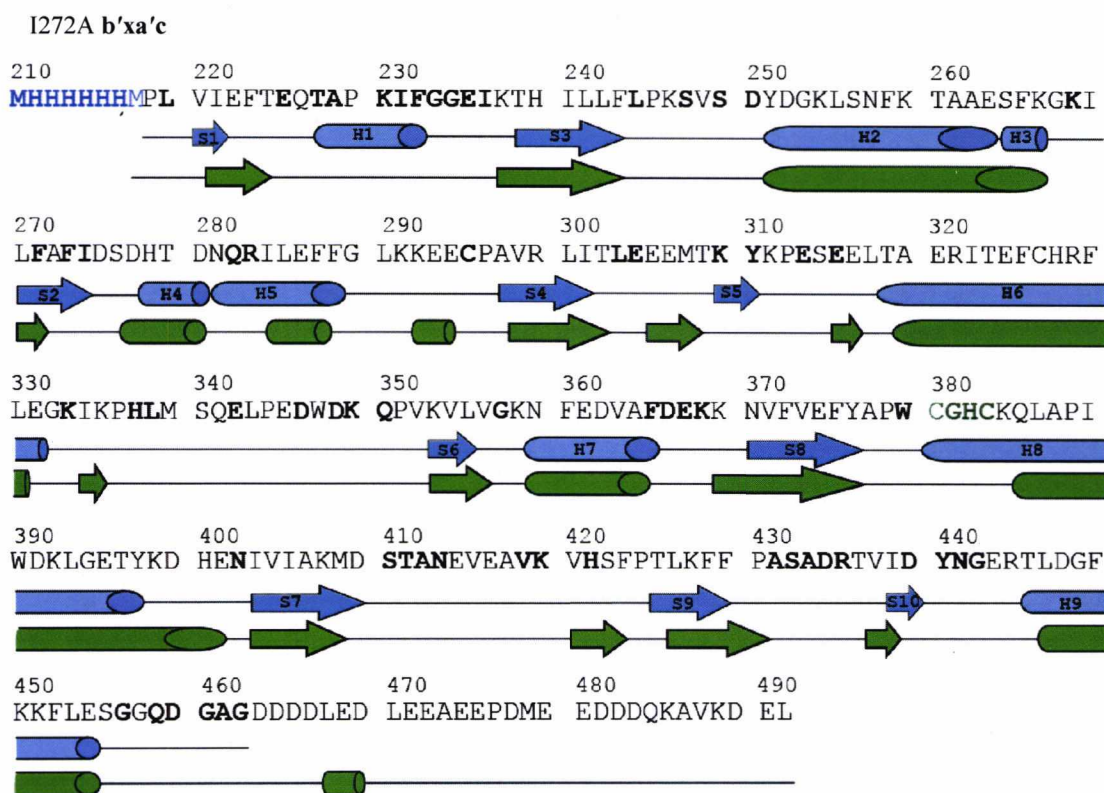 I272A b′xa′c
210 220 230 240 250 260
MHHHHHHMPL VIEFTEQTAP KIFGGEIKTH ILLFLPKSVS DYDGKLSNFK TAAESFKGKI
S1 H1 S3 H2 H3
270 280 290 300 310 320
LFAFIDSDHT DNQRILEFFG LKKEECPAVR LITLEEEMTK YKPESEELTA ERITEFCHRF
S2 H4 H5 S4 S5 H6
330 340 350 360 370 380
LEGKIKPHLM SQELPEDWDK QPVKVLVGKN FEDVAFDEKK NVFVEFYAPW CGHCKQLAPI
S6 H7 S8 H8
390 400 410 420 430 440
WDKLGETYKD HENIVIAKMD STANEVEAVK VHSFPTLKFF PASADRTVID YNGERTLDGF
S7 S9 S10 H9
450 460 470 480 490
KKFLESGGQD GAGDDDDLED LEEAEEPDME EDDDQKAVKD EL